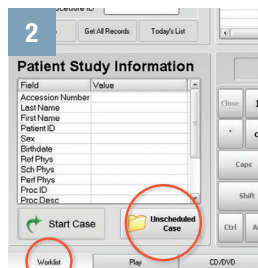 Procedure ID
2
Get All Records Today's List
Patient Study Information
Field Value
Accession Number
Last Name
First Name
Patient ID
Sex
Birthdate
Ref Phys
Sch Phys
Perf Phys
Proc ID
Proc Desc
Close
`
Caps
Shift
Ctrl
Start Case
Unscheduled
Case
Worklist Play CD/DVD